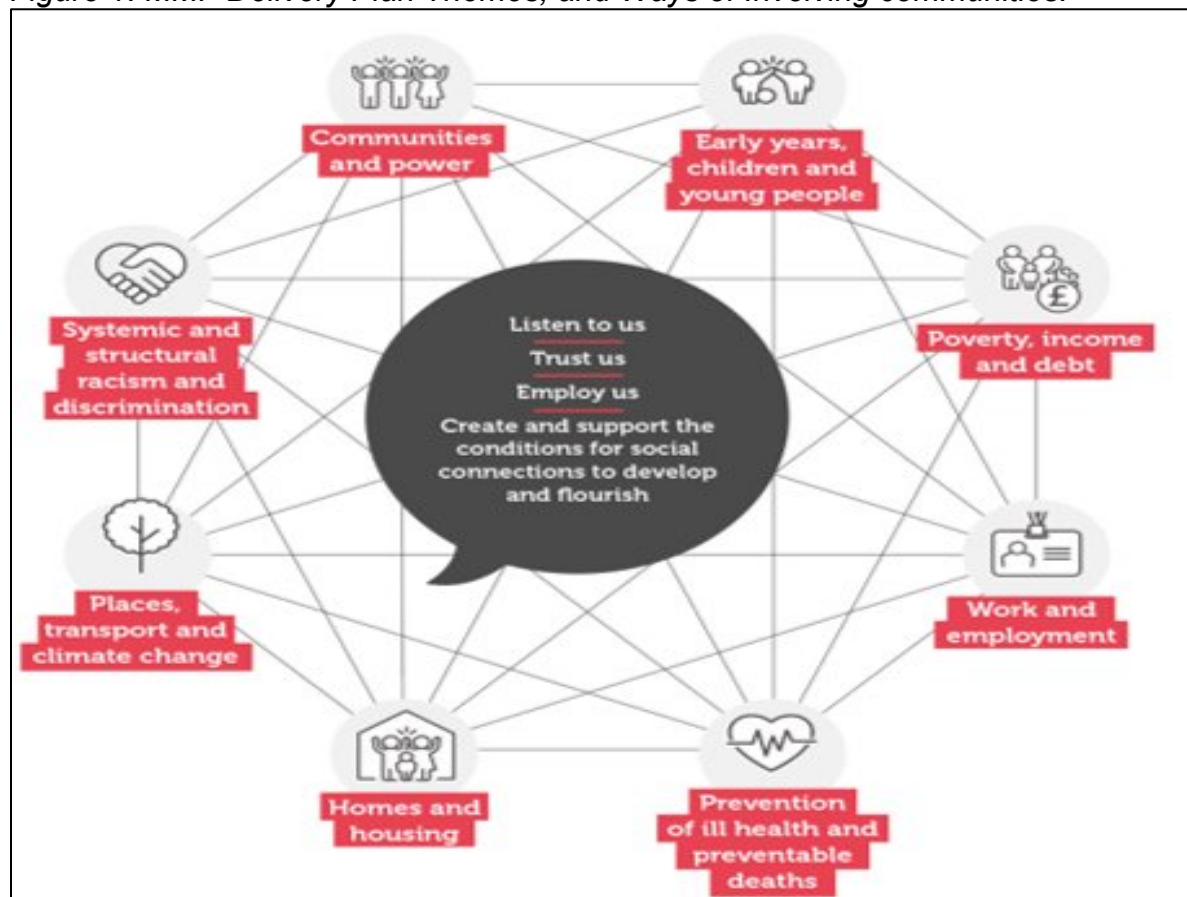 Figure Delivery Plan Themes, and Ways of involving communities.
Communities
and power
Early years,
children and
young people
Systemic and
structural
racism and
discrimination
Listen to us
Trust us
Employ us
Create and support the
conditions for social
connections to develop
and flourish
£
Poverty, income
and debt
Places,
transport and
climate change
Work and
employment
Homes and
housing
Prevention
of ill health and
preventable
deaths